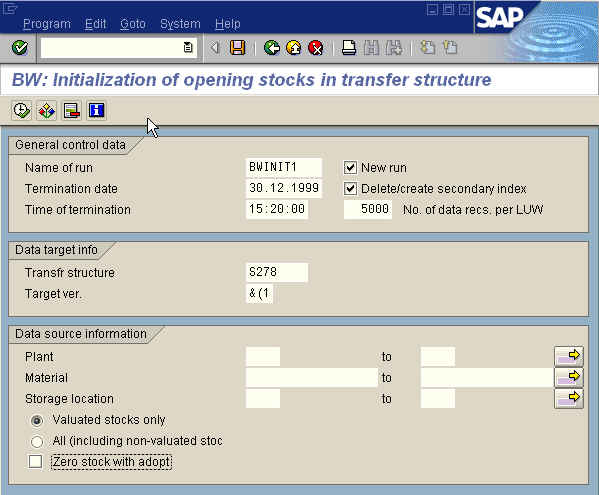 Program Edit Goto System Help
SAP
BW: Initialization of opening stocks in transfer structure
General control data
Name of run BWINIT1 New run
Termination date 30.12.1999 Delete/create secondary index
Time of termination 15:20:00 5000 No. of data recs. per LUW
Data target info
Transfr structure S278
Target ver. &(1
Data source information
Plant to
Material to
Storage location to
Valuated stocks only
All (including non-valuated stoc
Zero stock with adopt